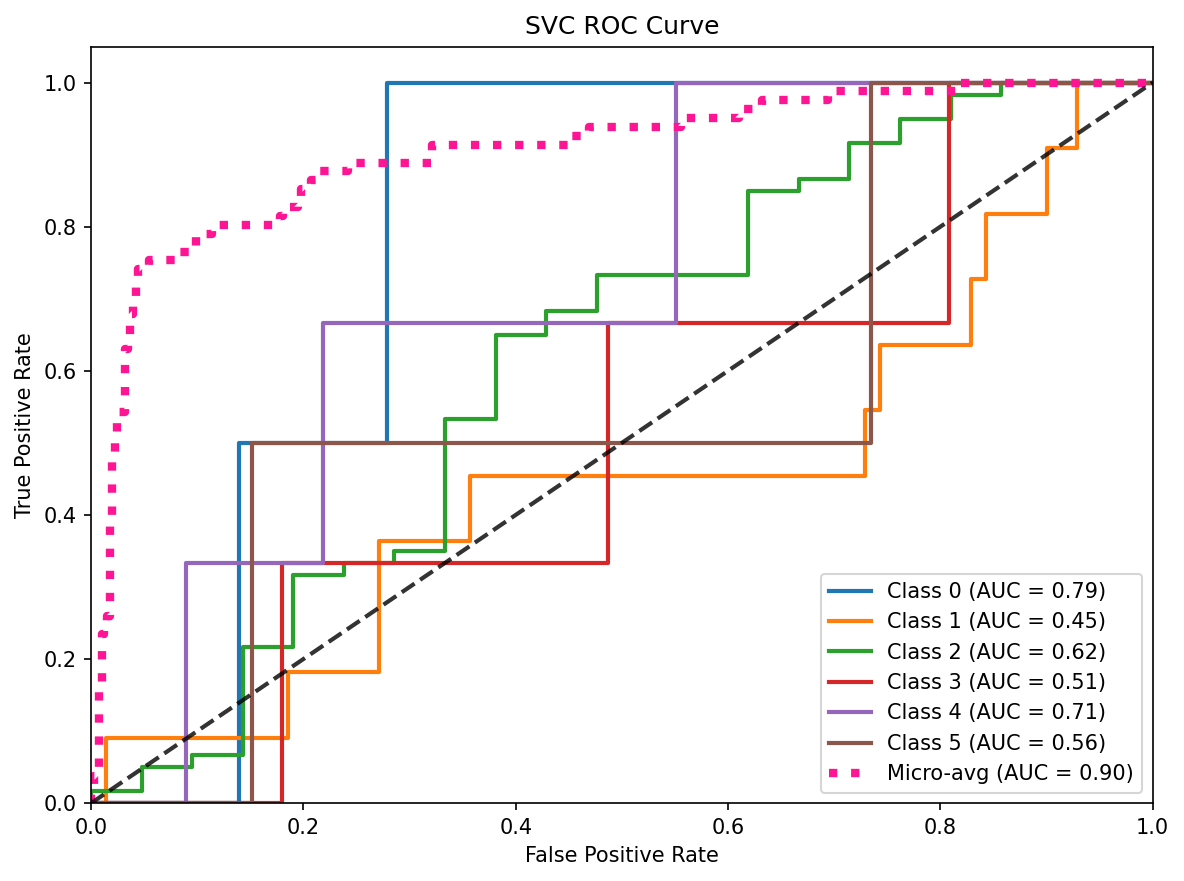 SVC ROC Curve
True Positive Rate
1.0
0.8
0.6
0.4
0.2
0.0
0.0 0.2 0.4 0.6 0.8 1.0
False Positive Rate
Class 0 (AUC = 0.79)
Class 1 (AUC = 0.45)
Class 2 (AUC = 0.62)
Class 3 (AUC = 0.51)
Class 4 (AUC = 0.71)
Class 5 (AUC = 0.56)
Micro-avg (AUC = 0.90)